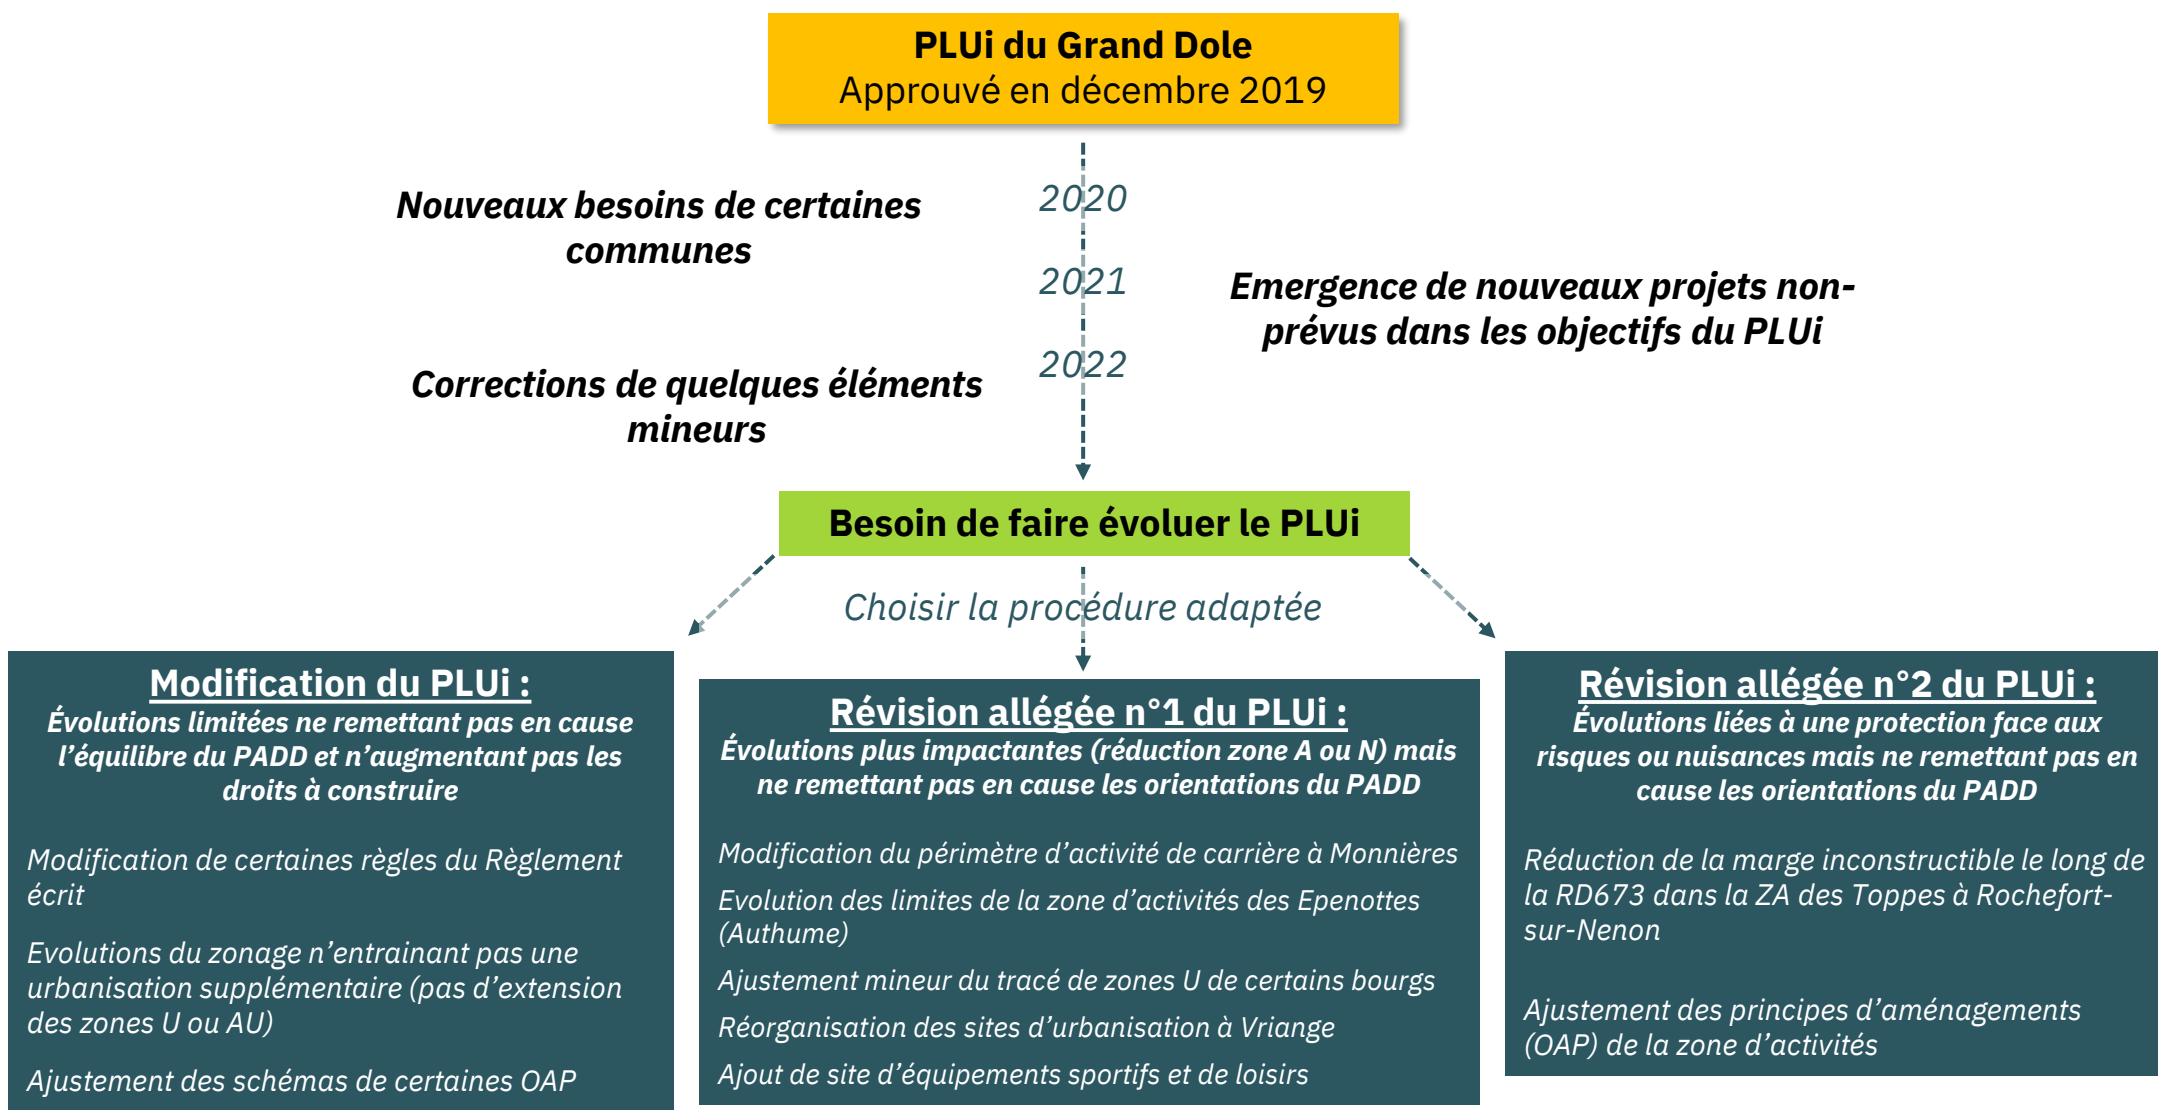 PLUi du Grand Dole
Approuvé en décembre 2019
Nouveaux besoins de certaines
communes
2020
2021
2022
Emergence de nouveaux projets non-
prévus dans les objectifs du PLUi
Corrections de quelques éléments
mineurs
Besoin de faire évoluer le PLUi
Choisir la procédure adaptée
Modification du PLUi :
Évolutions limitées ne remettant pas en cause
l’équilibre du PADD et n’augmentant pas les
droits à construire
Modification de certaines règles du Règlement
écrit
Evolutions du zonage n’entrainant pas une
urbanisation supplémentaire (pas d’extension
des zones U ou AU)
Ajustement des schémas de certaines OAP
Révision allégée n°1 du PLUi :
Évolutions plus impactantes (réduction zone A ou N) mais
ne remettant pas en cause les orientations du PADD
Modification du périmètre d’activité de carrière à Monnières
Evolution des limites de la zone d’activités des Epenottes
(Authume)
Ajustement mineur du tracé de zones U de certains bourgs
Réorganisation des sites d’urbanisation à Vriange
Ajout de site d’équipements sportifs et de loisirs
Révision allégée n°2 du PLUi :
Évolutions liées à une protection face aux
risques ou nuisances mais ne remettant pas en
cause les orientations du PADD
Réduction de la marge inconstructible le long de
la RD673 dans la ZA des Toppes à Rochefort-
sur-Nenon
Ajustement des principes d’aménagements
(OAP) de la zone d’activités